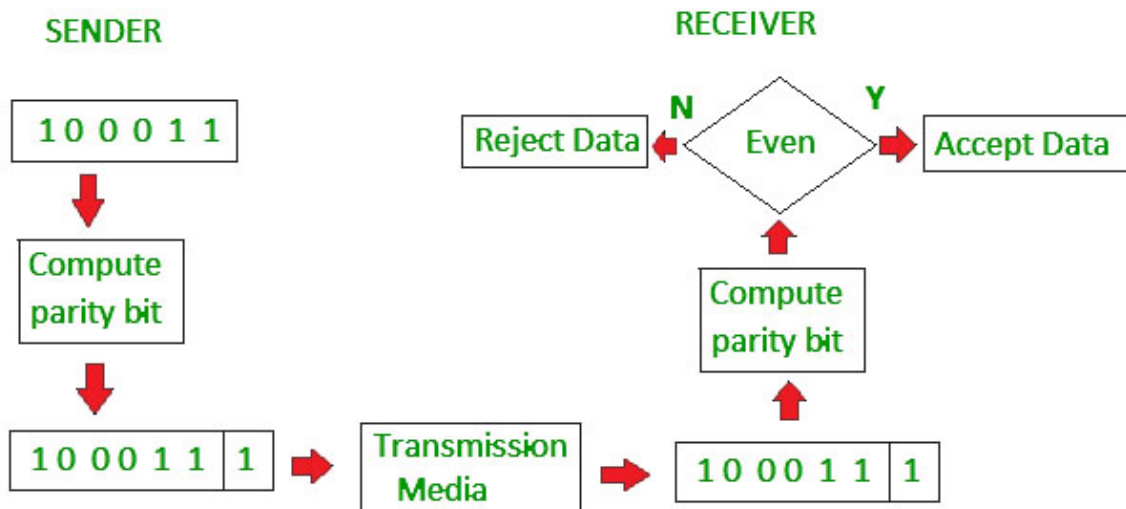 SENDER
1 0 0 0 1 1
Compute
parity bit
1 0 0 0 1 1 1
Transmission
Media
RECEIVER
1 0 0 0 1 1 1
Compute
parity bit
Even
N
Reject Data
Y
Accept Data